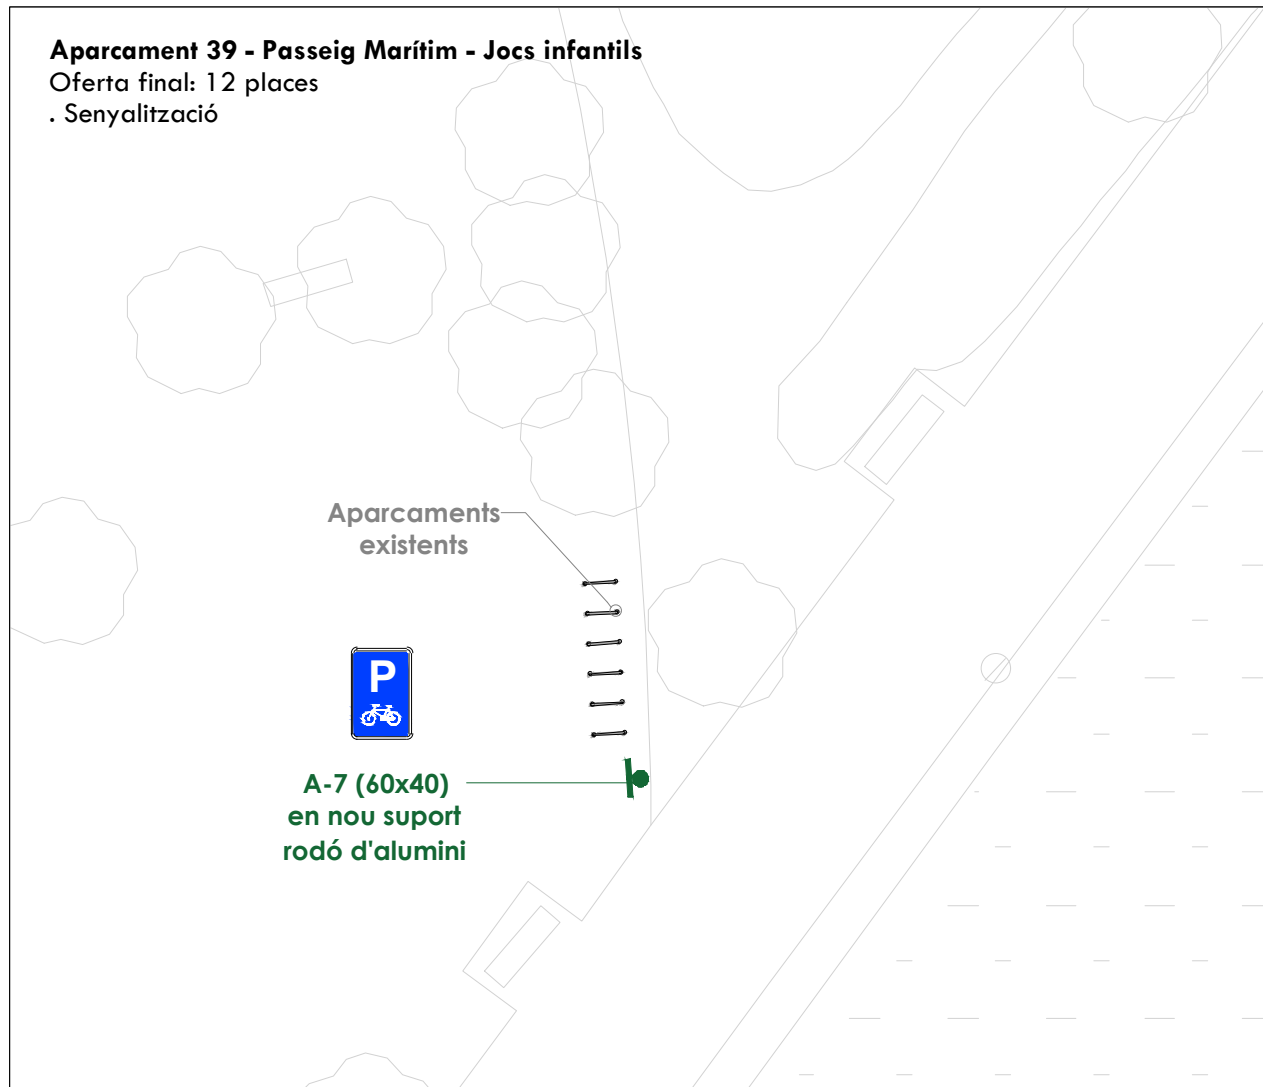 Aparcament 39 - Passeig Marítim - Jocs infantils
Oferta final: 12 places
. Senyalització
Aparcaments
existents
P
A-7 (60x40)
en nou suport
rodó d'alumini